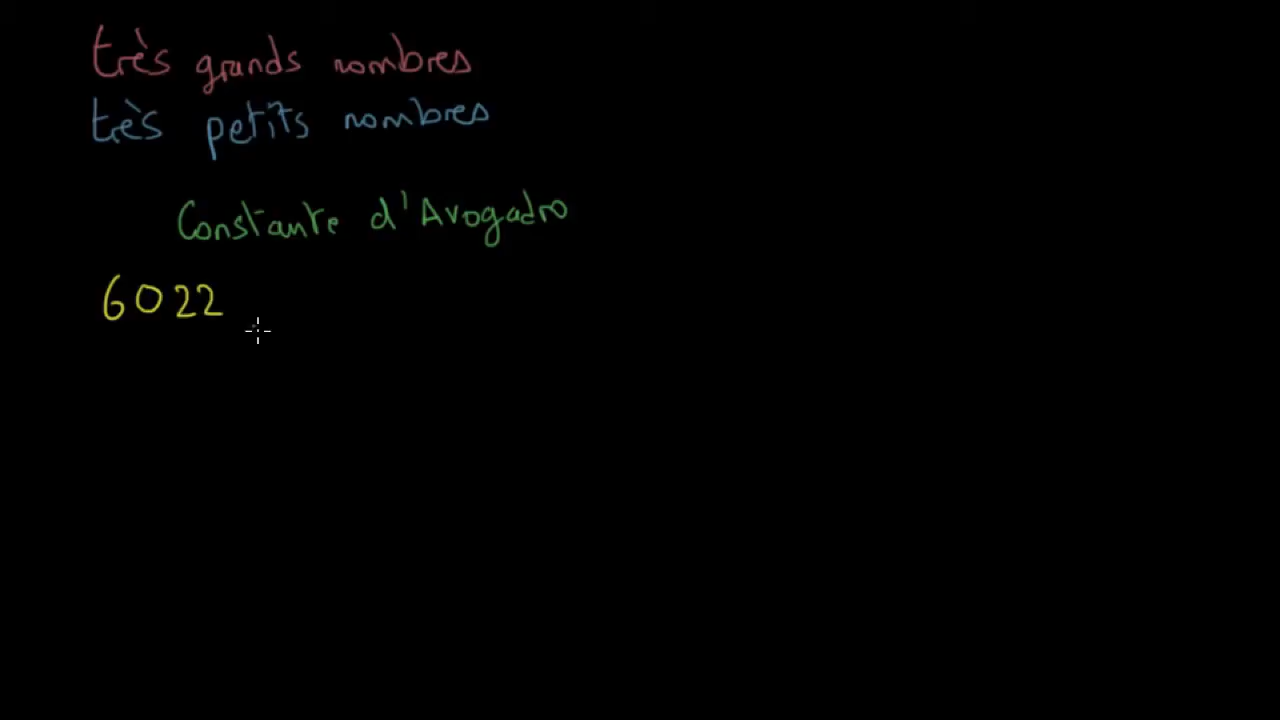 très grands nombres
très petits nombres
Constante d'Avogadro
6022